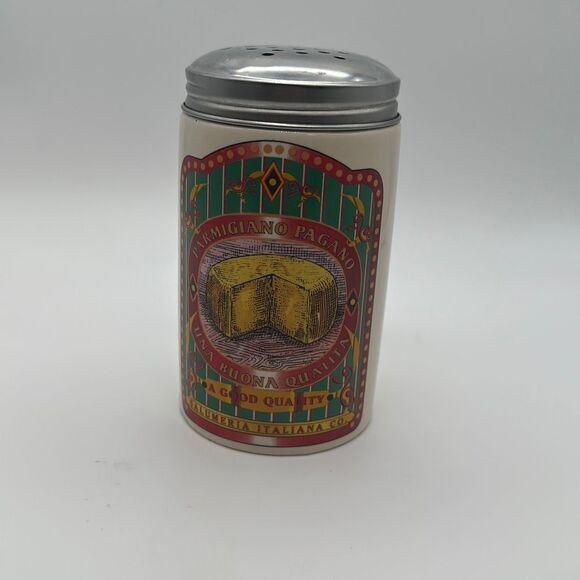 PARMIGIANO PAGANO
UNA BUONA QUALITA
A GOOD QUALITY
SALUMERIA ITALIANA CO.